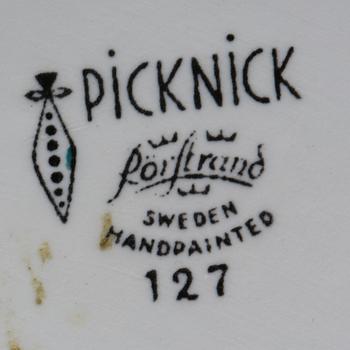 PiCKNiCK
Rörstrand
SWEDEN
HANDPAINTED
127